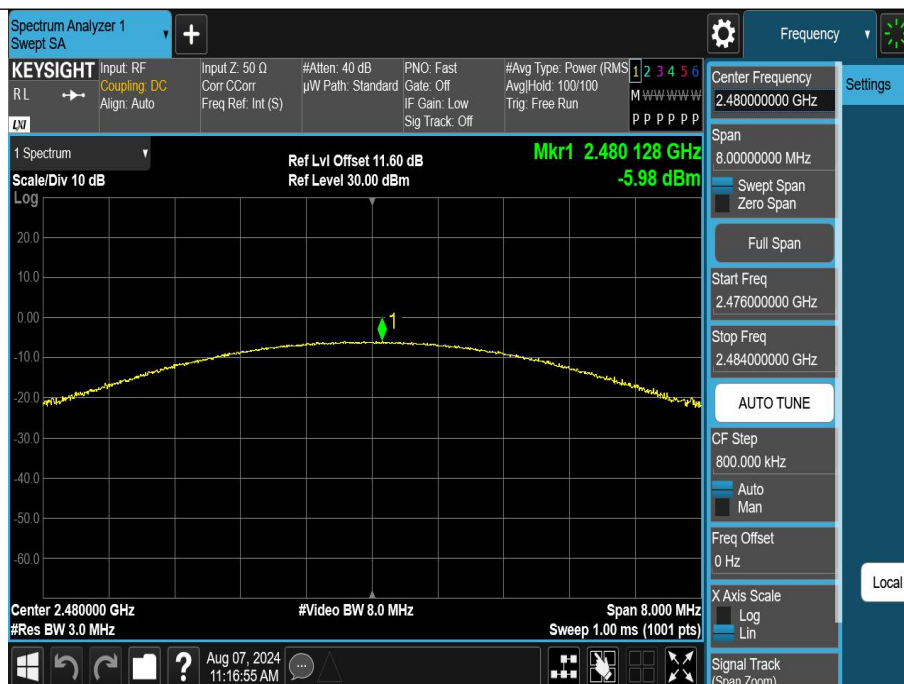 Spectrum Analyzer 1
Swept SA
Frequency
KEYSIGHT
RL
LXI
Input: RF
Coupling: DC
Align: Auto
Input Z: 50 Ω
Corr CCorr
Freq Ref: Int (S)
#Atten: 40 dB
µW Path: Standard
PNO: Fast
Gate: Off
IF Gain: Low
Sig Track: Off
#Avg Type: Power (RMS
Avg|Hold: 100/100
Trig: Free Run
1 2 3 4 5 6
M W W W W W
P P P P P P
1 Spectrum
Scale/Div 10 dB
Log
Ref Lvl Offset 11.60 dB
Ref Level 30.00 dBm
Mkr1 2.480 128 GHz
-5.98 dBm
20.0
10.0
0.00
-10.0
-20.0
-30.0
-40.0
-50.0
-60.0
1
Center 2.480000 GHz
#Res BW 3.0 MHz
#Video BW 8.0 MHz
Span 8.000 MHz
Sweep 1.00 ms (1001 pts)
Center Frequency
2.480000000 GHz
Span
8.00000000 MHz
Swept Span
Zero Span
Full Span
Start Freq
2.476000000 GHz
Stop Freq
2.484000000 GHz
AUTO TUNE
CF Step
800.000 kHz
Auto
Man
Freq Offset
0 Hz
X Axis Scale
Log
Lin
Signal Track
(Span Zoom)
Settings
Local
?
Aug 07, 2024
11:16:55 AM